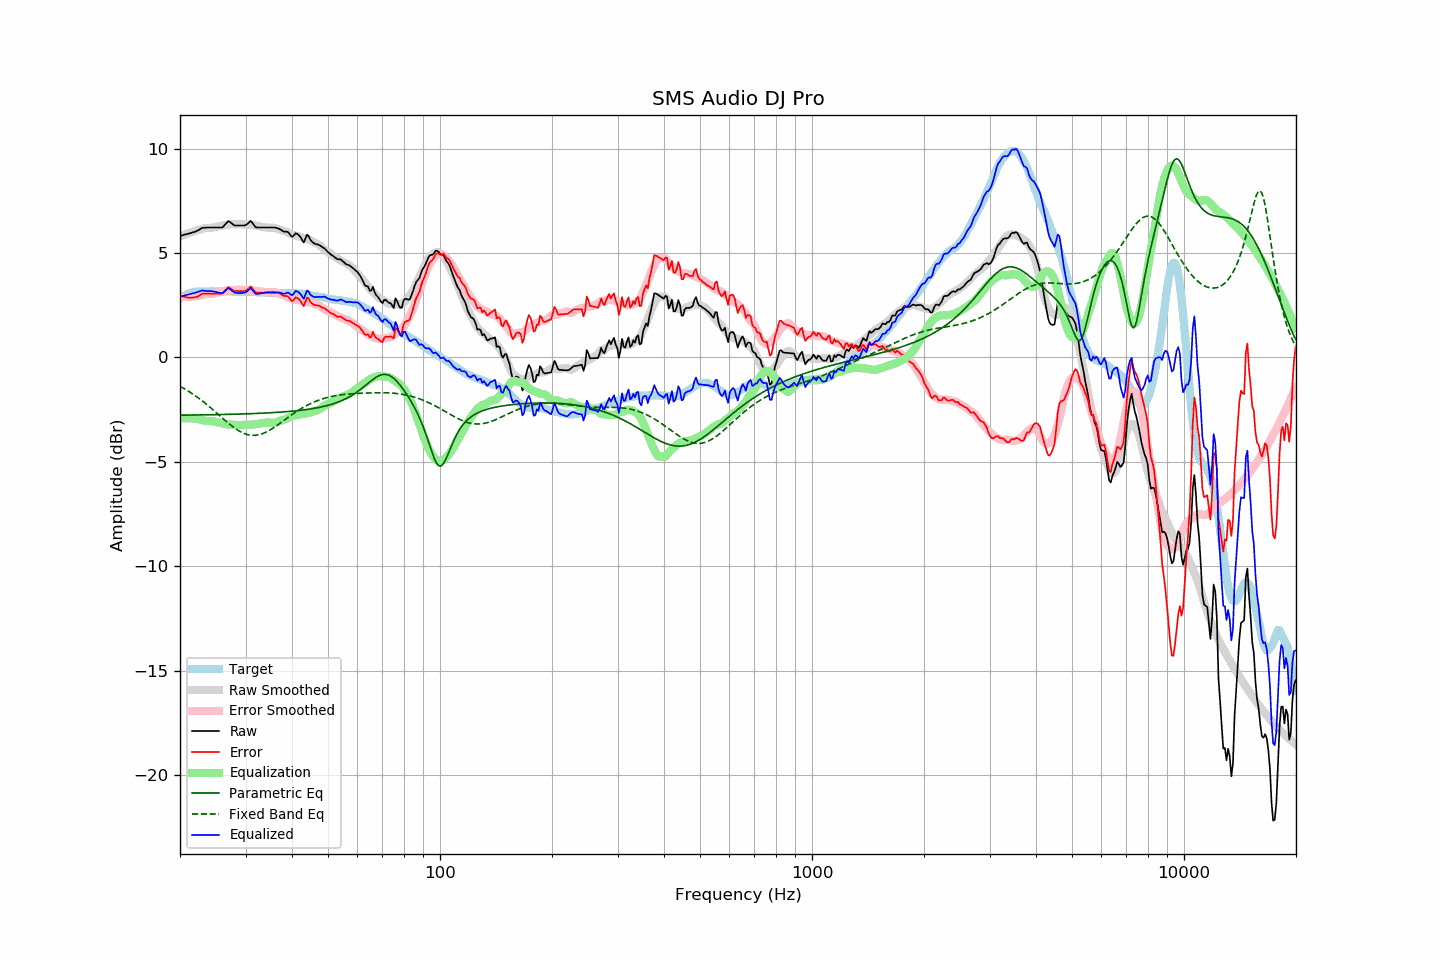 SMS Audio DJ Pro
10
5
0
−5
−10
−15
−20
Amplitude (dBr)
Target
Raw Smoothed
Error Smoothed
Raw
Error
Equalization
Parametric Eq
Fixed Band Eq
Equalized
100
1000
10000
Frequency (Hz)